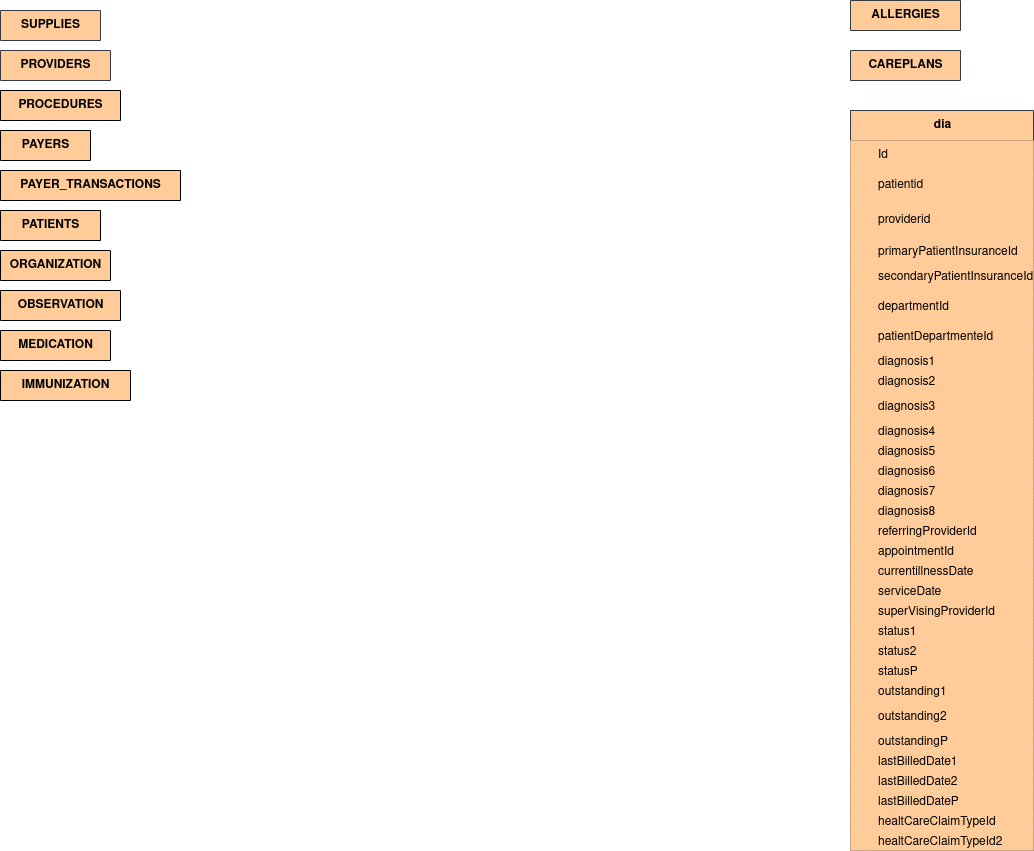 SUPPLIES
PROVIDERS
PROCEDURES
PAYERS
PAYER_TRANSACTIONS
PATIENTS
ORGANIZATION
OBSERVATION
MEDICATION
IMMUNIZATION
ALLERGIES
CAREPLANS
dia
Id
patientid
providerid
primaryPatientInsuranceId
secondaryPatientInsuranceId
departmentId
patientDepartmenteId
diagnosis1
diagnosis2
diagnosis3
diagnosis4
diagnosis5
diagnosis6
diagnosis7
diagnosis8
referringProviderId
appointmentId
currentillnessDate
serviceDate
superVisingProviderId
status1
status2
statusP
outstanding1
outstanding2
outstandingP
lastBilledDate1
lastBilledDate2
lastBilledDateP
healtCareClaimTypeId
healtCareClaimTypeId2